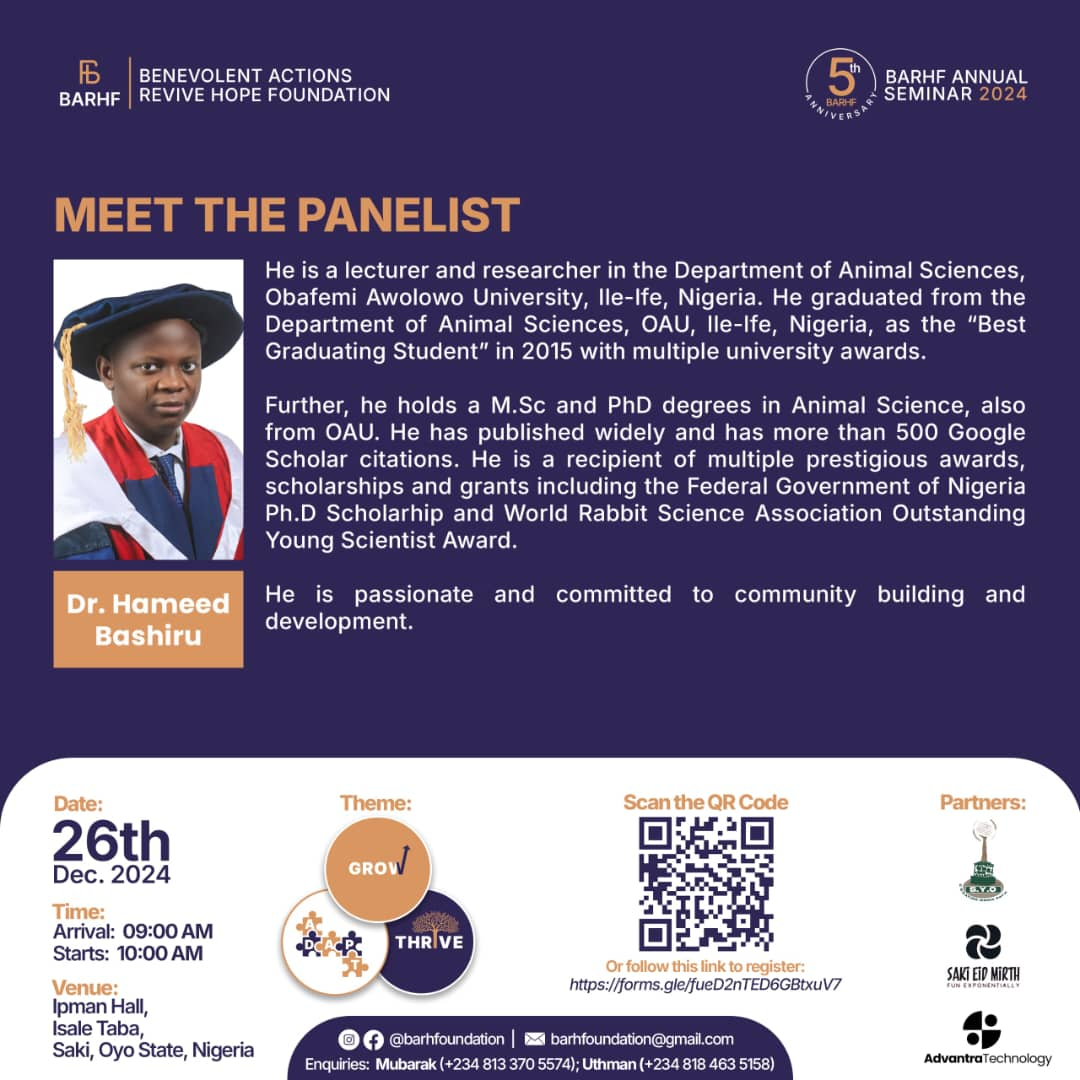 BARHF
BENEVOLENT ACTIONS
REVIVE HOPE FOUNDATION
5th
BARHF
ANNIVERSARY
BARHF ANNUAL
SEMINAR 2024
MEET THE PANELIST
He is a lecturer and researcher in the Department of Animal Sciences,
Obafemi Awolowo University, Ile-Ife, Nigeria. He graduated from the
Department of Animal Sciences, OAU, Ile-Ife, Nigeria, as the “Best
Graduating Student” in 2015 with multiple university awards.
Further, he holds a M.Sc and PhD degrees in Animal Science, also
from OAU. He has published widely and has more than 500 Google
Scholar citations. He is a recipient of multiple prestigious awards,
scholarships and grants including the Federal Government of Nigeria
Ph.D Scholarhip and World Rabbit Science Association Outstanding
Young Scientist Award.
He is passionate and committed to community building and
development.
Dr. Hameed
Bashiru
Date:
26th
Dec. 2024
Time:
Arrival: 09:00 AM
Starts: 10:00 AM
Venue:
Ipman Hall,
Isale Taba,
Saki, Oyo State, Nigeria
Theme:
GROW
ADAPT
THRIVE
Scan the QR Code
Or follow this link to register:
https://forms.gle/fueD2nTED6GBtxuV7
Partners:
S.Y.O
SAKI EID MIRTH
FUN EXPONENTIALLY
AdvantraTechnology
@barhfoundation | barhfoundation@gmail.com
Enquiries: Mubarak (+234 813 370 5574); Uthman (+234 818 463 5158)